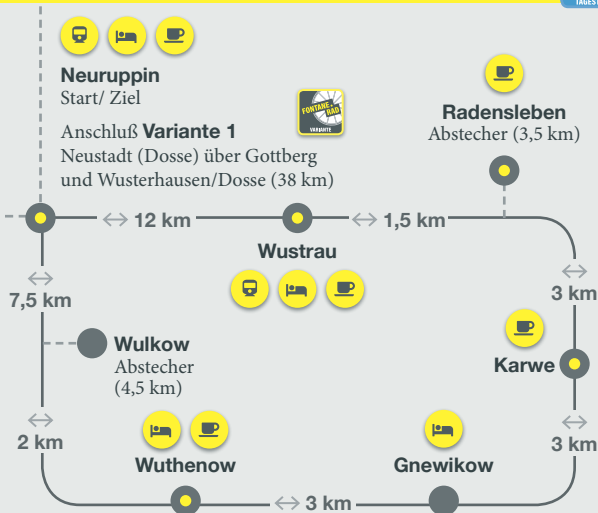 TAGEST
Neuruppin
Start/ Ziel
Anschluß Variante 1
Neustadt (Dosse) über Gottberg
und Wusterhausen/Dosse (38 km)
FONTANE.RAD
VARIANTE
Radensleben
Abstecher (3,5 km)
12 km
1,5 km
Wustrau
7,5 km
3 km
Wulkow
Abstecher
(4,5 km)
Karwe
2 km
3 km
Wuthenow
Gnewikow
3 km